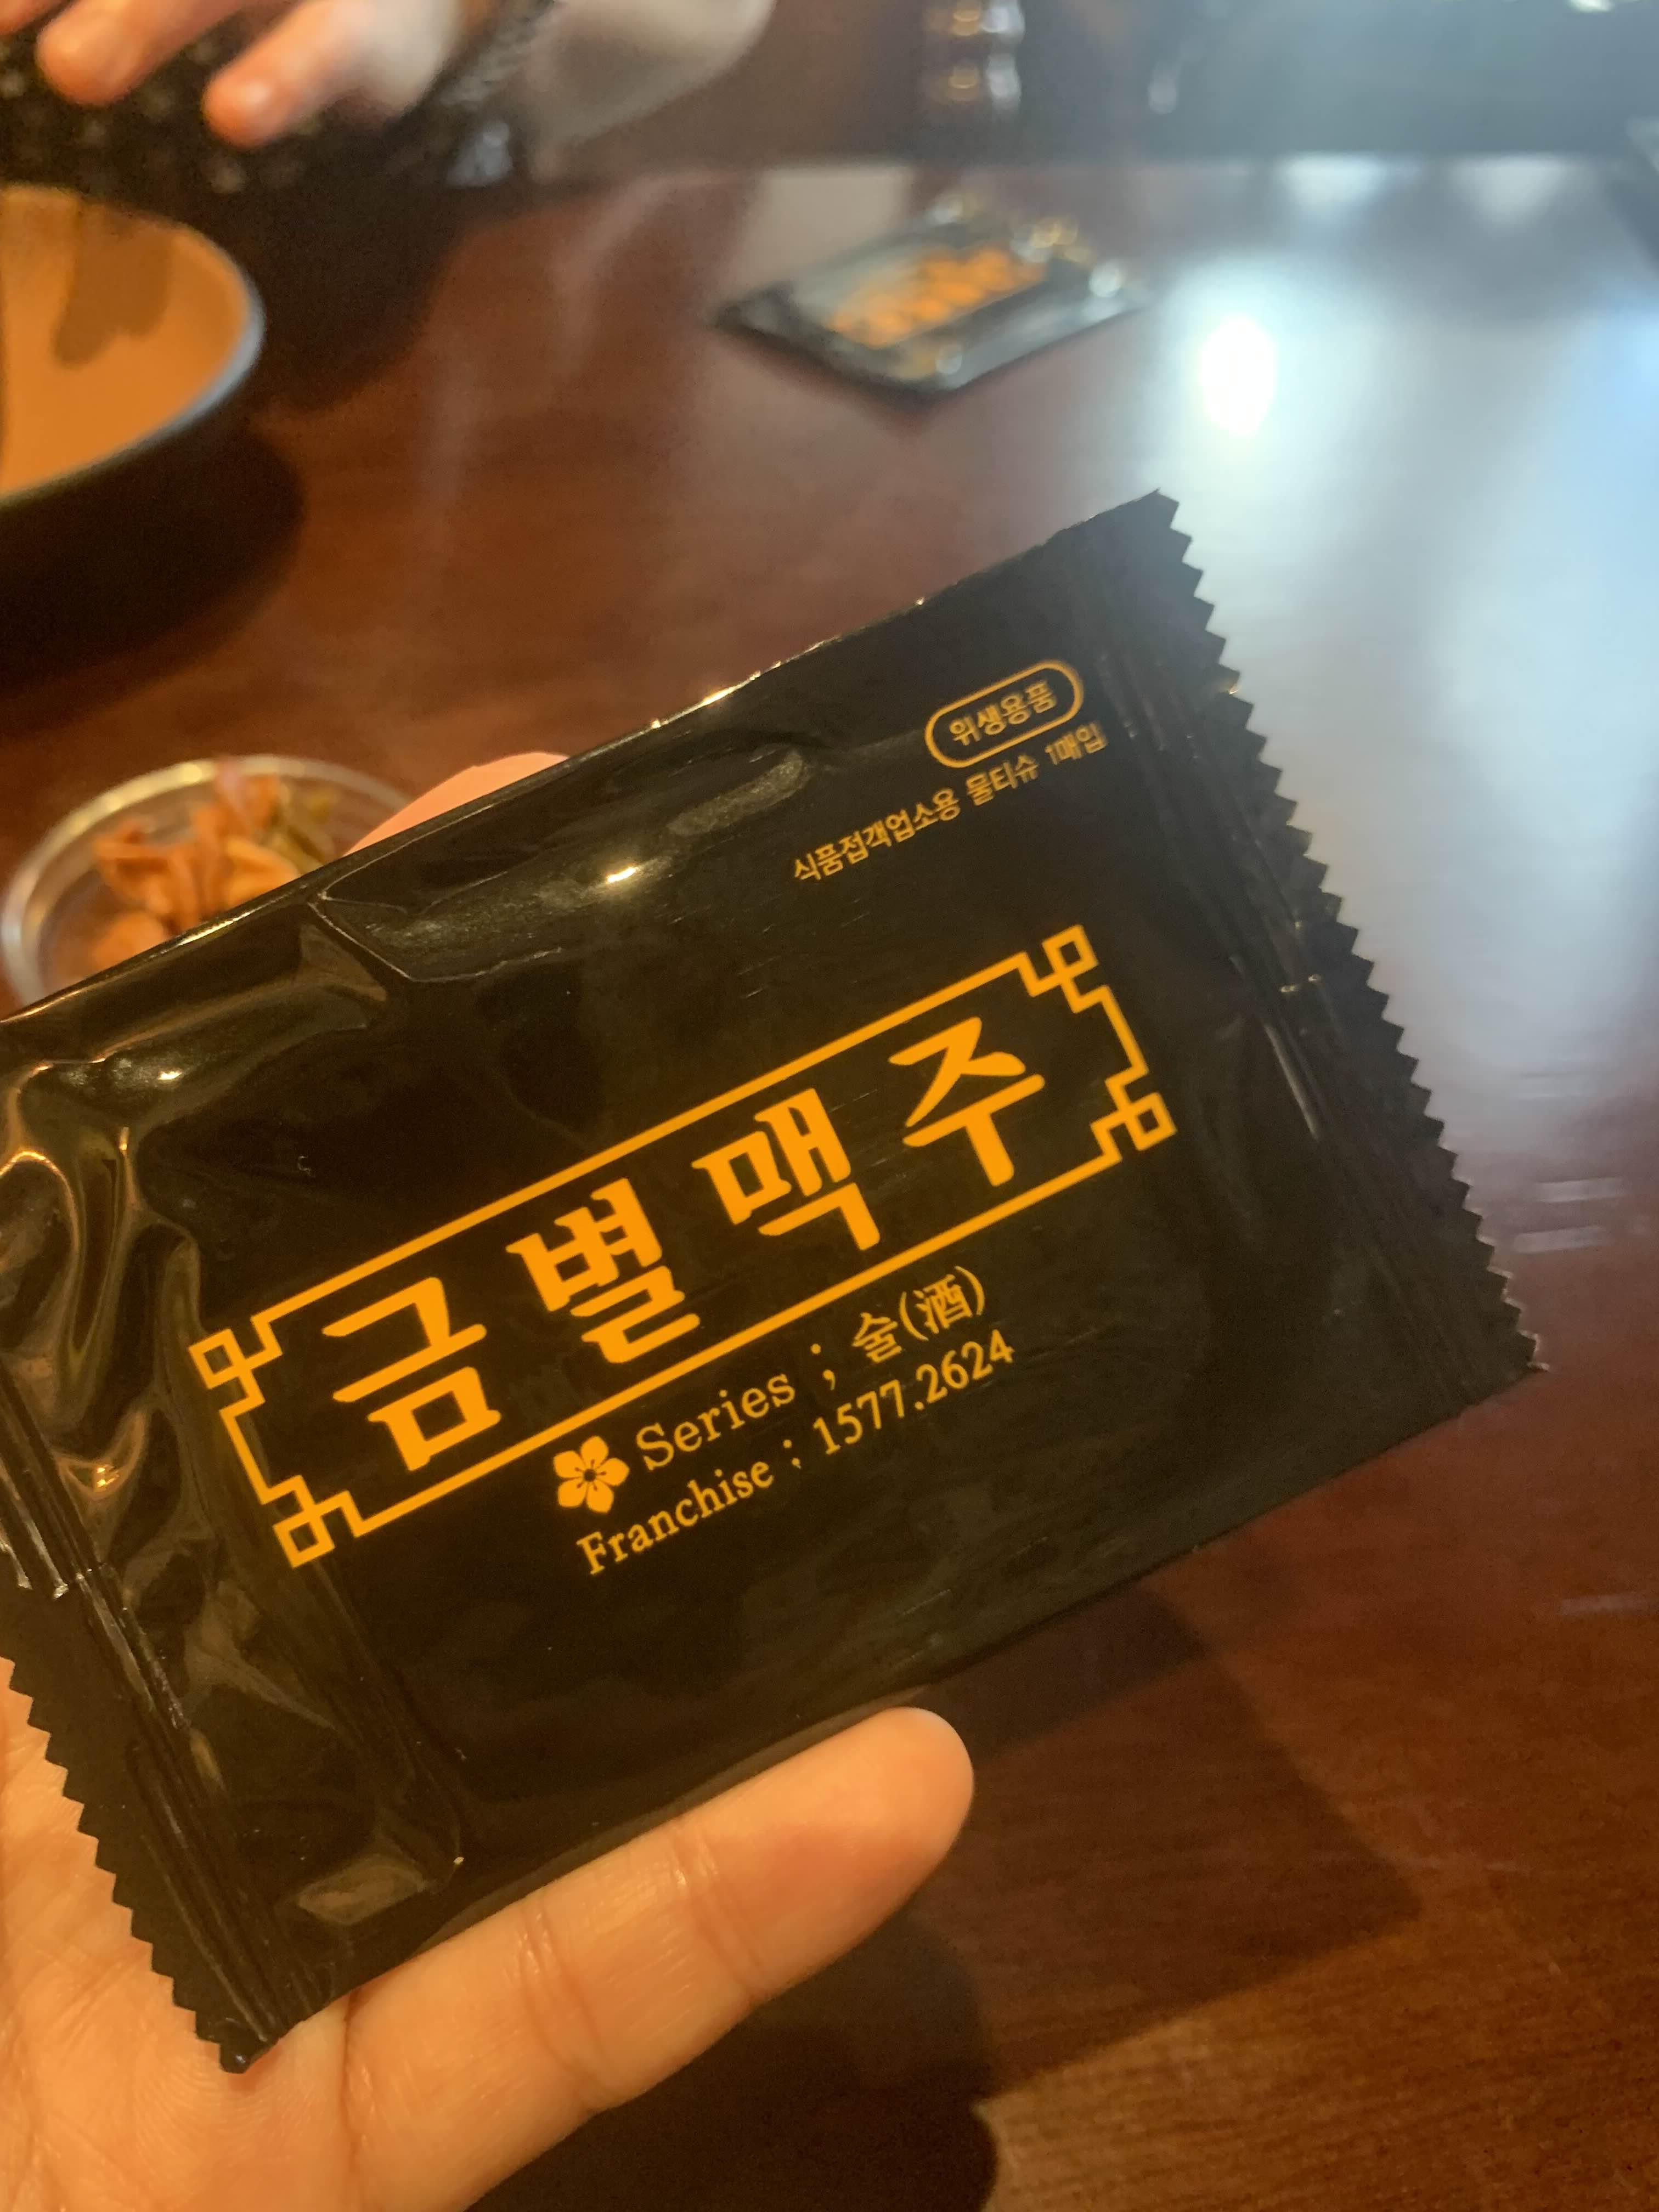 위생용품
식품접객업소용 물티슈 1매입
금별맥주
Series ; 술(酒)
Franchise ; 1577.2624